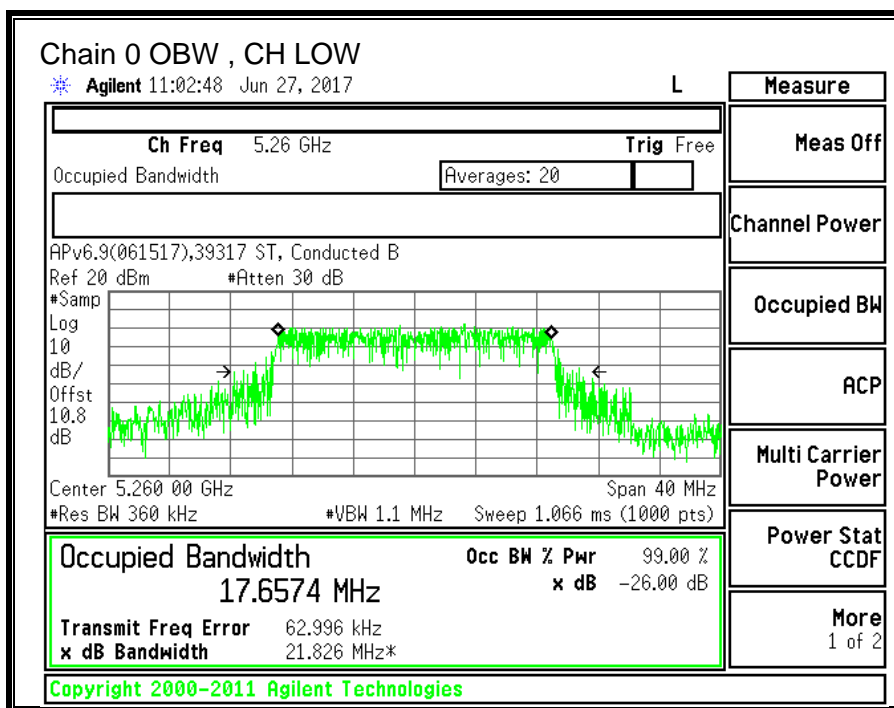 Chain 0 OBW , CH LOW
Agilent 11:02:48 Jun 27, 2017 L
Ch Freq 5.26 GHz Trig Free
Occupied Bandwidth Averages: 20
APv6.9(061517),39317 ST, Conducted B
Ref 20 dBm #Atten 30 dB
#Samp
Log
10
dB/
Offst
10.8
dB
Center 5.260 00 GHz Span 40 MHz
#Res BW 360 kHz #VBW 1.1 MHz Sweep 1.066 ms (1000 pts)
Occupied Bandwidth Occ BW % Pwr 99.00 %
17.6574 MHz x dB -26.00 dB
Transmit Freq Error 62.996 kHz
x dB Bandwidth 21.826 MHz*
Copyright 2000-2011 Agilent Technologies
Measure
Meas Off
Channel Power
Occupied BW
ACP
Multi Carrier
Power
Power Stat
CCDF
More
1 of 2